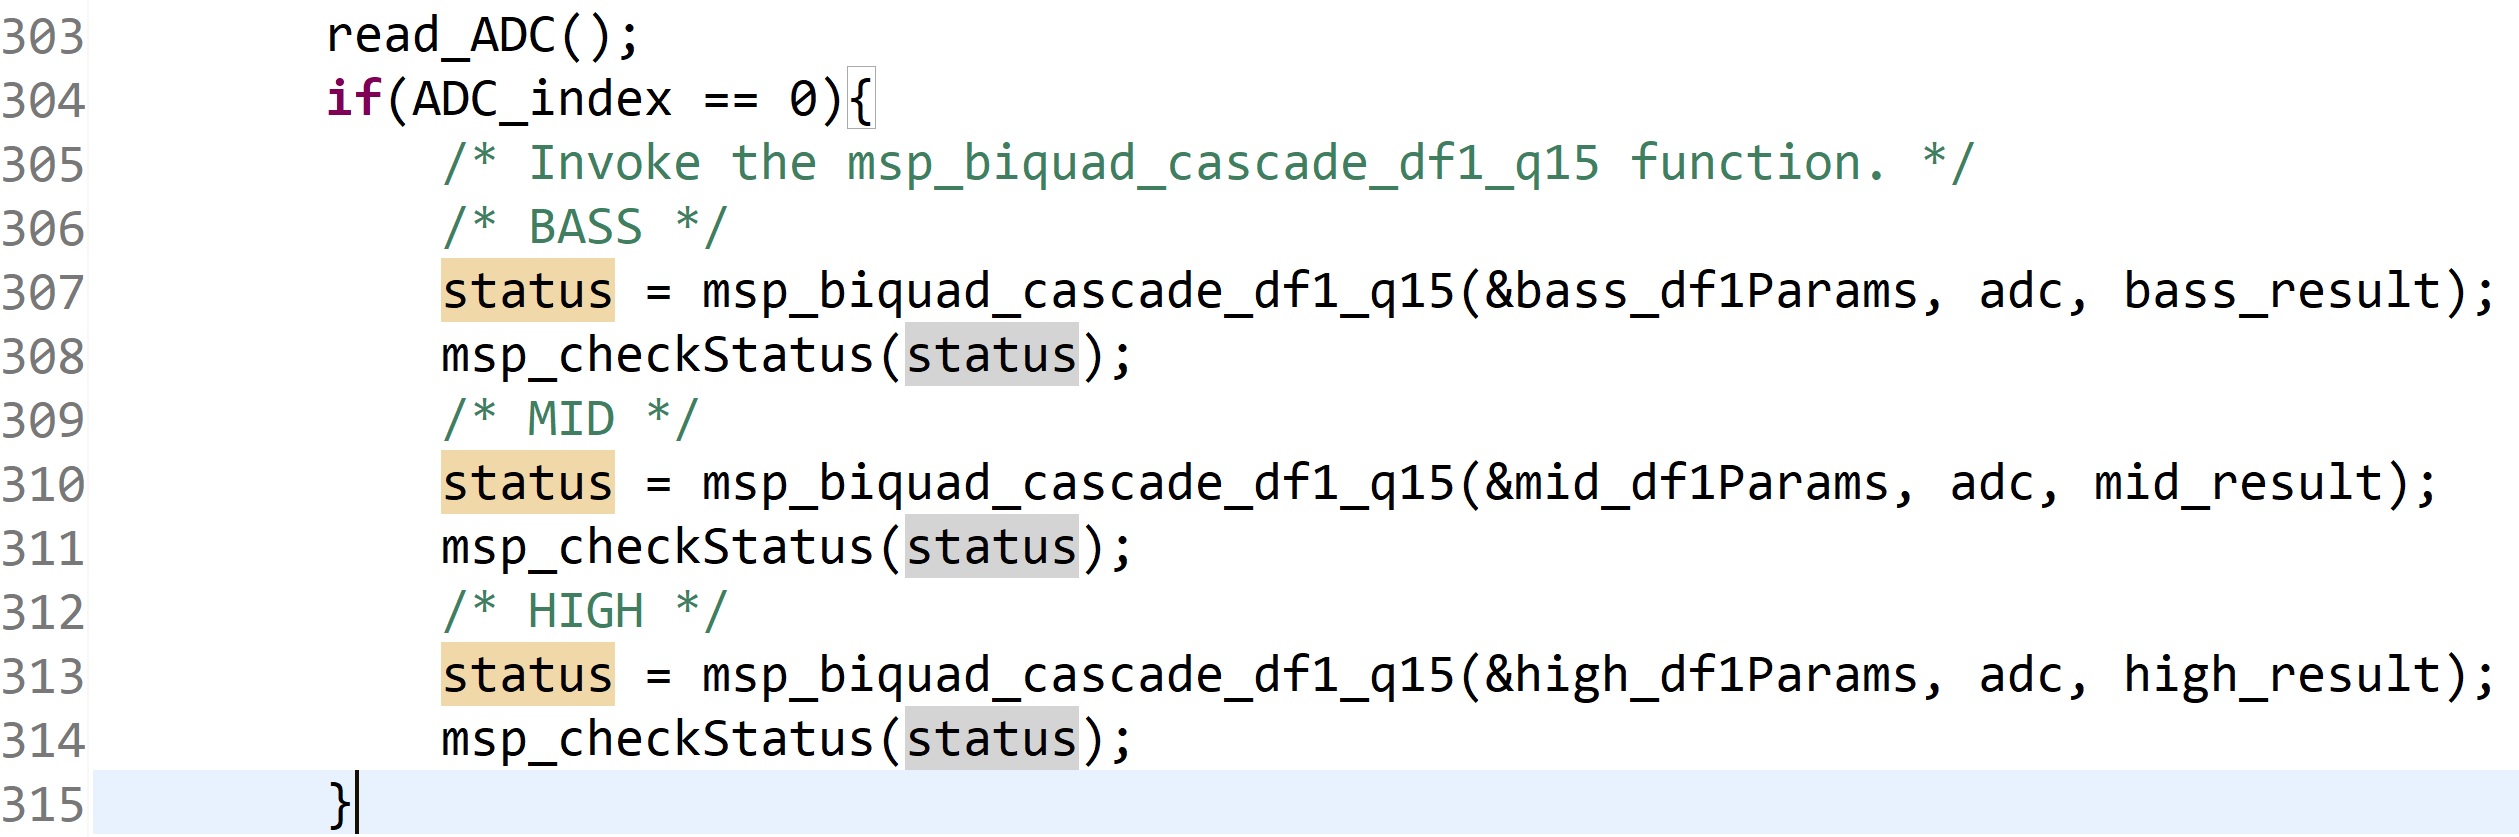 303 read_ADC();
304 if(ADC_index == 0){
305 /* Invoke the msp_biquad_cascade_df1_q15 function. */
306 /* BASS */
307 status = msp_biquad_cascade_df1_q15(&bass_df1Params, adc, bass_result);
308 msp_checkStatus(status);
309 /* MID */
310 status = msp_biquad_cascade_df1_q15(&mid_df1Params, adc, mid_result);
311 msp_checkStatus(status);
312 /* HIGH */
313 status = msp_biquad_cascade_df1_q15(&high_df1Params, adc, high_result);
314 msp_checkStatus(status);
315 }